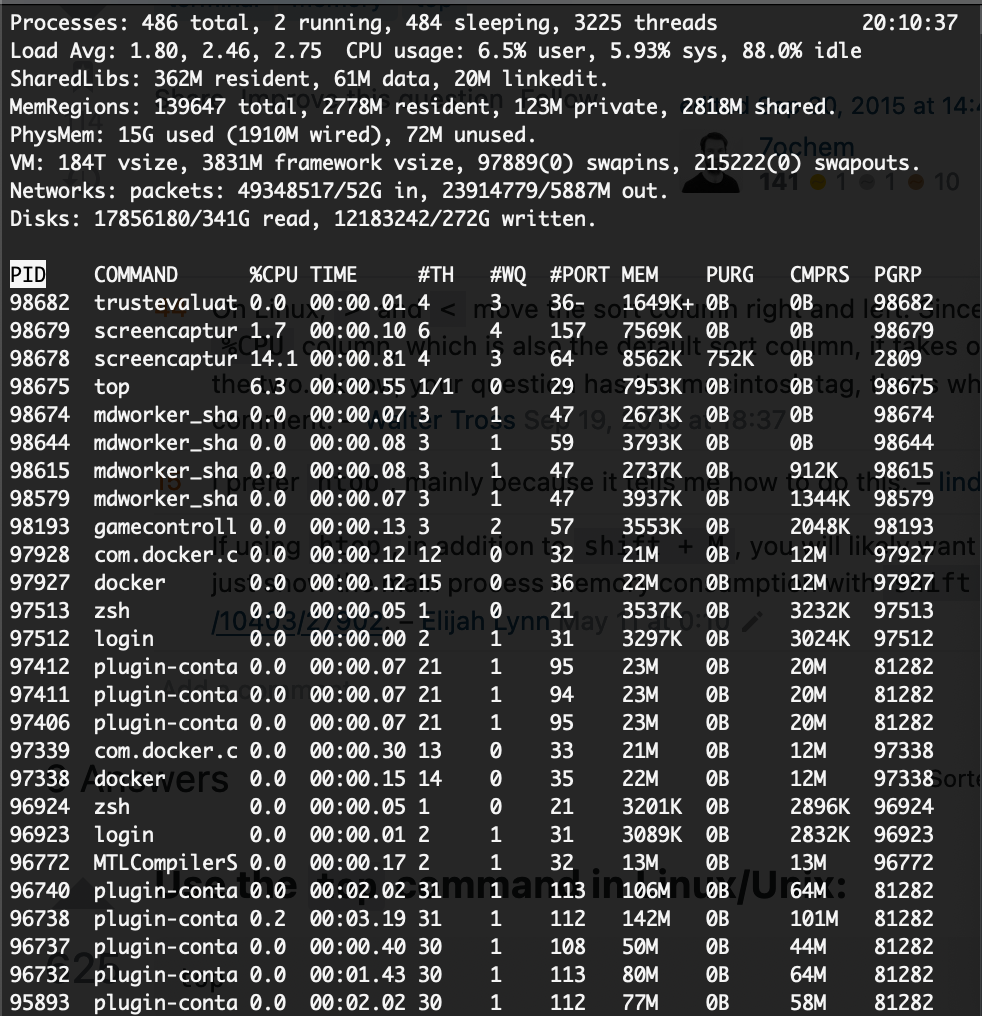 Processes: 486 total, 2 running, 484 sleeping, 3225 threads 20:10:37
Load Avg: 1.80, 2.46, 2.75 CPU usage: 6.5% user, 5.93% sys, 88.0% idle
SharedLibs: 362M resident, 61M data, 20M linkedit.
MemRegions: 139647 total, 2778M resident, 123M private, 2818M shared.
PhysMem: 15G used (1910M wired), 72M unused.
VM: 184T vsize, 3831M framework vsize, 97889(0) swapins, 215222(0) swapouts.
Networks: packets: 49348517/52G in, 23914779/5887M out.
Disks: 17856180/341G read, 12183242/272G written.
PID COMMAND %CPU TIME #TH #WQ #PORT MEM PURG CMPRS PGRP
98682 trustevaluat 0.0 00:00.01 4 3 36- 1649K+ 0B 0B 98682
98679 screencaptur 1.7 00:00.10 6 4 157 7569K 0B 0B 98679
98678 screencaptur 14.1 00:00.81 4 3 64 8562K 752K 0B 2809
98675 top 6.3 00:00.55 1/1 0 29 7953K 0B 0B 98675
98674 mdworker_sha 0.0 00:00.07 3 1 47 2673K 0B 0B 98674
98644 mdworker_sha 0.0 00:00.08 3 1 59 3793K 0B 0B 98644
98615 mdworker_sha 0.0 00:00.08 3 1 47 2737K 0B 912K 98615
98579 mdworker_sha 0.0 00:00.07 3 1 47 3937K 0B 1344K 98579
98193 gamecontroll 0.0 00:00.13 3 2 57 3553K 0B 2048K 98193
97928 com.docker.c 0.0 00:00.12 12 0 32 21M 0B 12M 97927
97927 docker 0.0 00:00.12 15 0 36 22M 0B 12M 97927
97513 zsh 0.0 00:00.05 1 0 21 3537K 0B 3232K 97513
97512 login 0.0 00:00.00 2 1 31 3297K 0B 3024K 97512
97412 plugin-conta 0.0 00:00.07 21 1 95 23M 0B 20M 81282
97411 plugin-conta 0.0 00:00.07 21 1 94 23M 0B 20M 81282
97406 plugin-conta 0.0 00:00.07 21 1 95 23M 0B 20M 81282
97339 com.docker.c 0.0 00:00.30 13 0 33 21M 0B 12M 97338
97338 docker 0.0 00:00.15 14 0 35 22M 0B 12M 97338
96924 zsh 0.0 00:00.05 1 0 21 3201K 0B 2896K 96924
96923 login 0.0 00:00.01 2 1 31 3089K 0B 2832K 96923
96772 MTLCompilerS 0.0 00:00.17 2 1 32 13M 0B 13M 96772
96740 plugin-conta 0.0 00:02.02 31 1 113 106M 0B 64M 81282
96738 plugin-conta 0.2 00:03.19 31 1 112 142M 0B 101M 81282
96737 plugin-conta 0.0 00:00.40 30 1 108 50M 0B 44M 81282
96732 plugin-conta 0.0 00:01.43 30 1 113 80M 0B 64M 81282
95893 plugin-conta 0.0 00:02.02 30 1 112 77M 0B 58M 81282